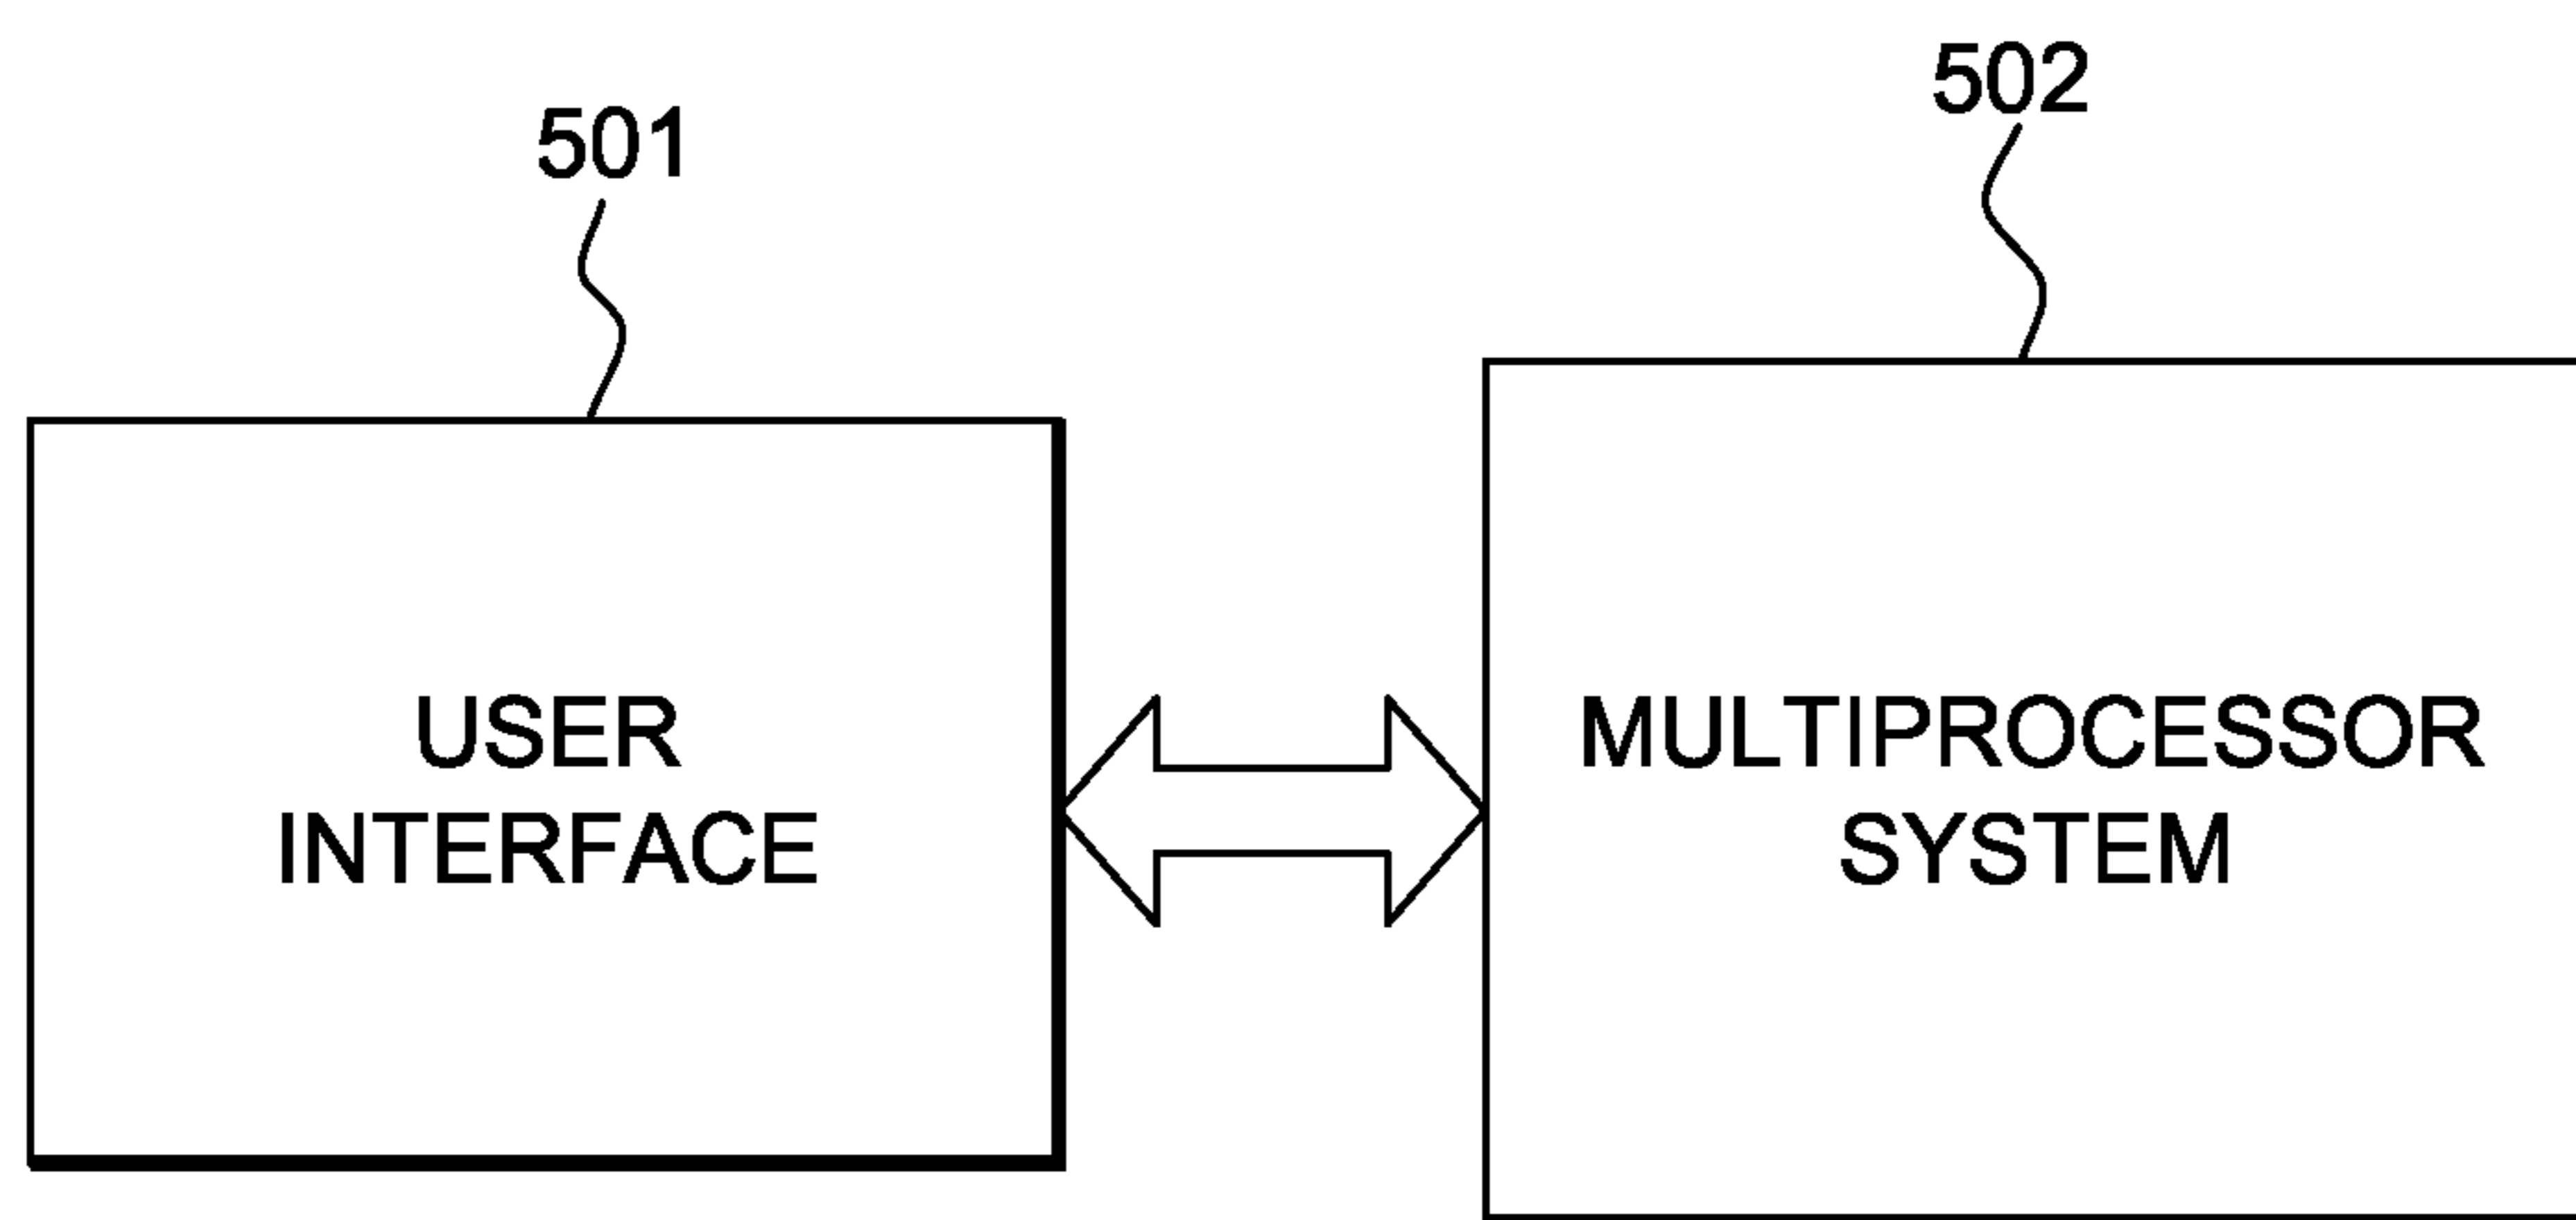 501
502
USER
INTERFACE
MULTIPROCESSOR
SYSTEM